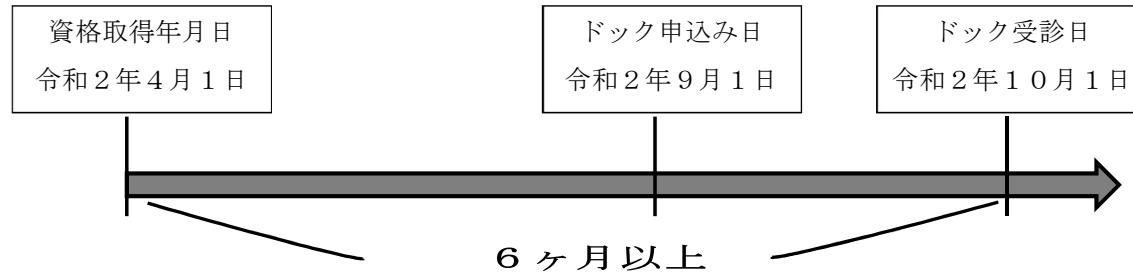 資格取得年月日
令和２年４月１日
ドック申込み日
令和２年９月１日
ドック受診日
令和２年１０月１日
６ヶ月以上